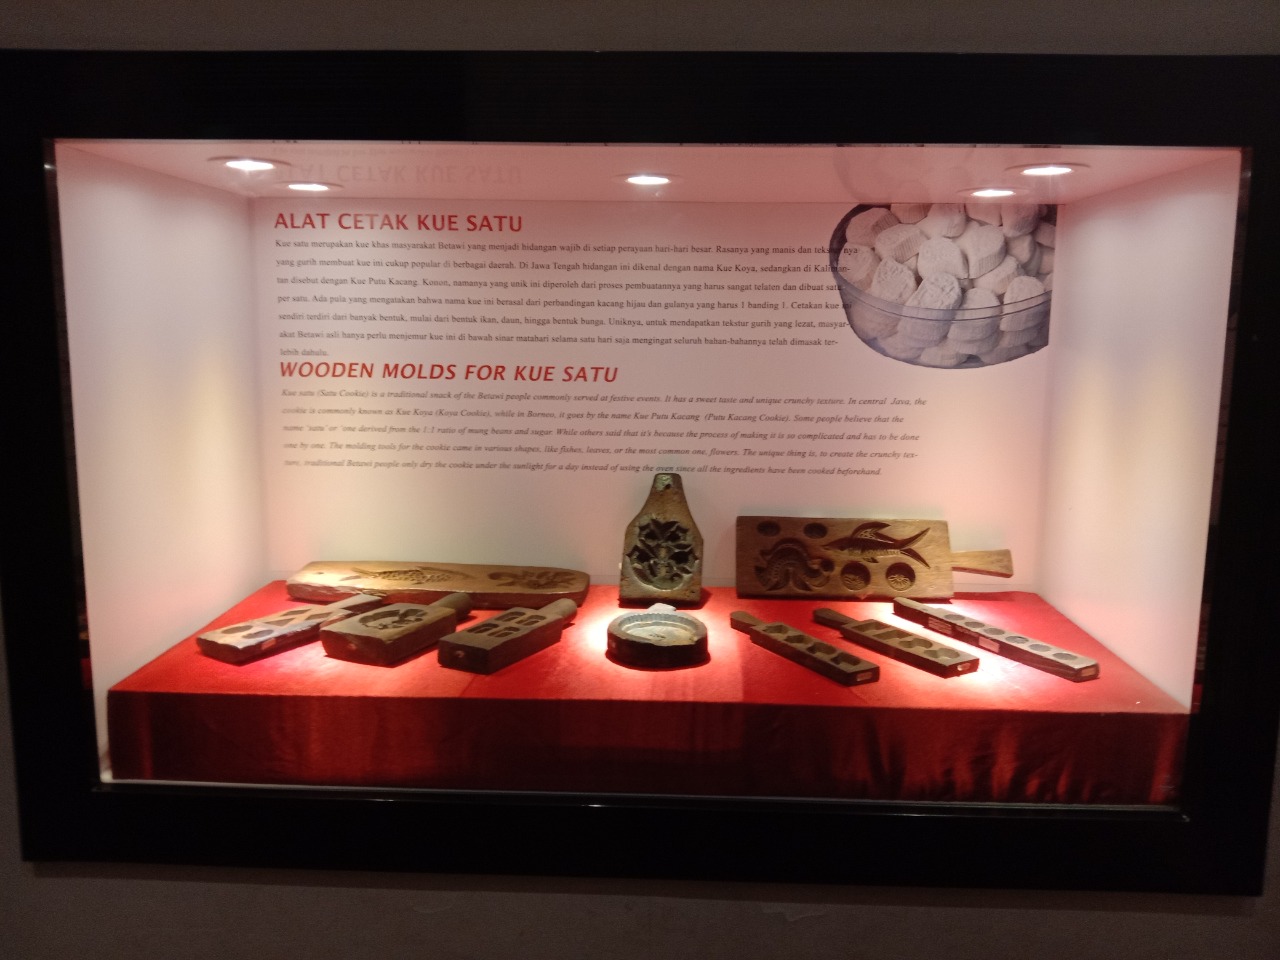 ALAT CETAK KUE SATU
Kue satu merupakan kue khas masyarakat Betawi yang menjadi hidangan wajib di setiap perayaan hari-hari besar. Rasanya yang manis dan teksturnya
yang gurih membuat kue ini cukup popular di berbagai daerah. Di Jawa Tengah hidangan ini dikenal dengan nama Kue Koya, sedangkan di Kaliman-
tan disebut dengan Kue Putu Kacang. Konon, namanya yang unik ini diperoleh dari proses pembuatannya yang harus sangat telaten dan dibuat satu
per satu. Ada pula yang mengatakan bahwa nama kue ini berasal dari perbandingan kacang hijau dan gulanya yang harus 1 banding 1. Cetakan kue ini
sendiri terdiri dari banyak bentuk, mulai dari bentuk ikan, daun, hingga bentuk bunga. Uniknya, untuk mendapatkan tekstur gurih yang lezat, masyar-
akat Betawi asli hanya perlu menjemur kue ini di bawah sinar matahari selama satu hari saja mengingat seluruh bahan-bahannya telah dimasak ter-
lebih dahulu.
WOODEN MOLDS FOR KUE SATU
Kue satu (Satu Cookie) is a traditional snack of the Betawi people commonly served at festive events. It has a sweet taste and unique crunchy texture. In central Java, the
cookie is commonly known as Kue Koya (Koya Cookie), while in Borneo, it goes by the name Kue Putu Kacang (Putu Kacang Cookie). Some people believe that the
name 'satu' or 'one derived from the 1:1 ratio of mung beans and sugar. While others said that it's because the process of making it is so complicated and has to be done
one by one. The molding tools for the cookie came in various shapes, like fishes, leaves, or the most common one, flowers. The unique thing is, to create the crunchy tex-
ture, traditional Betawi people only dry the cookie under the sunlight for a day instead of using the oven since all the ingredients have been cooked beforehand.